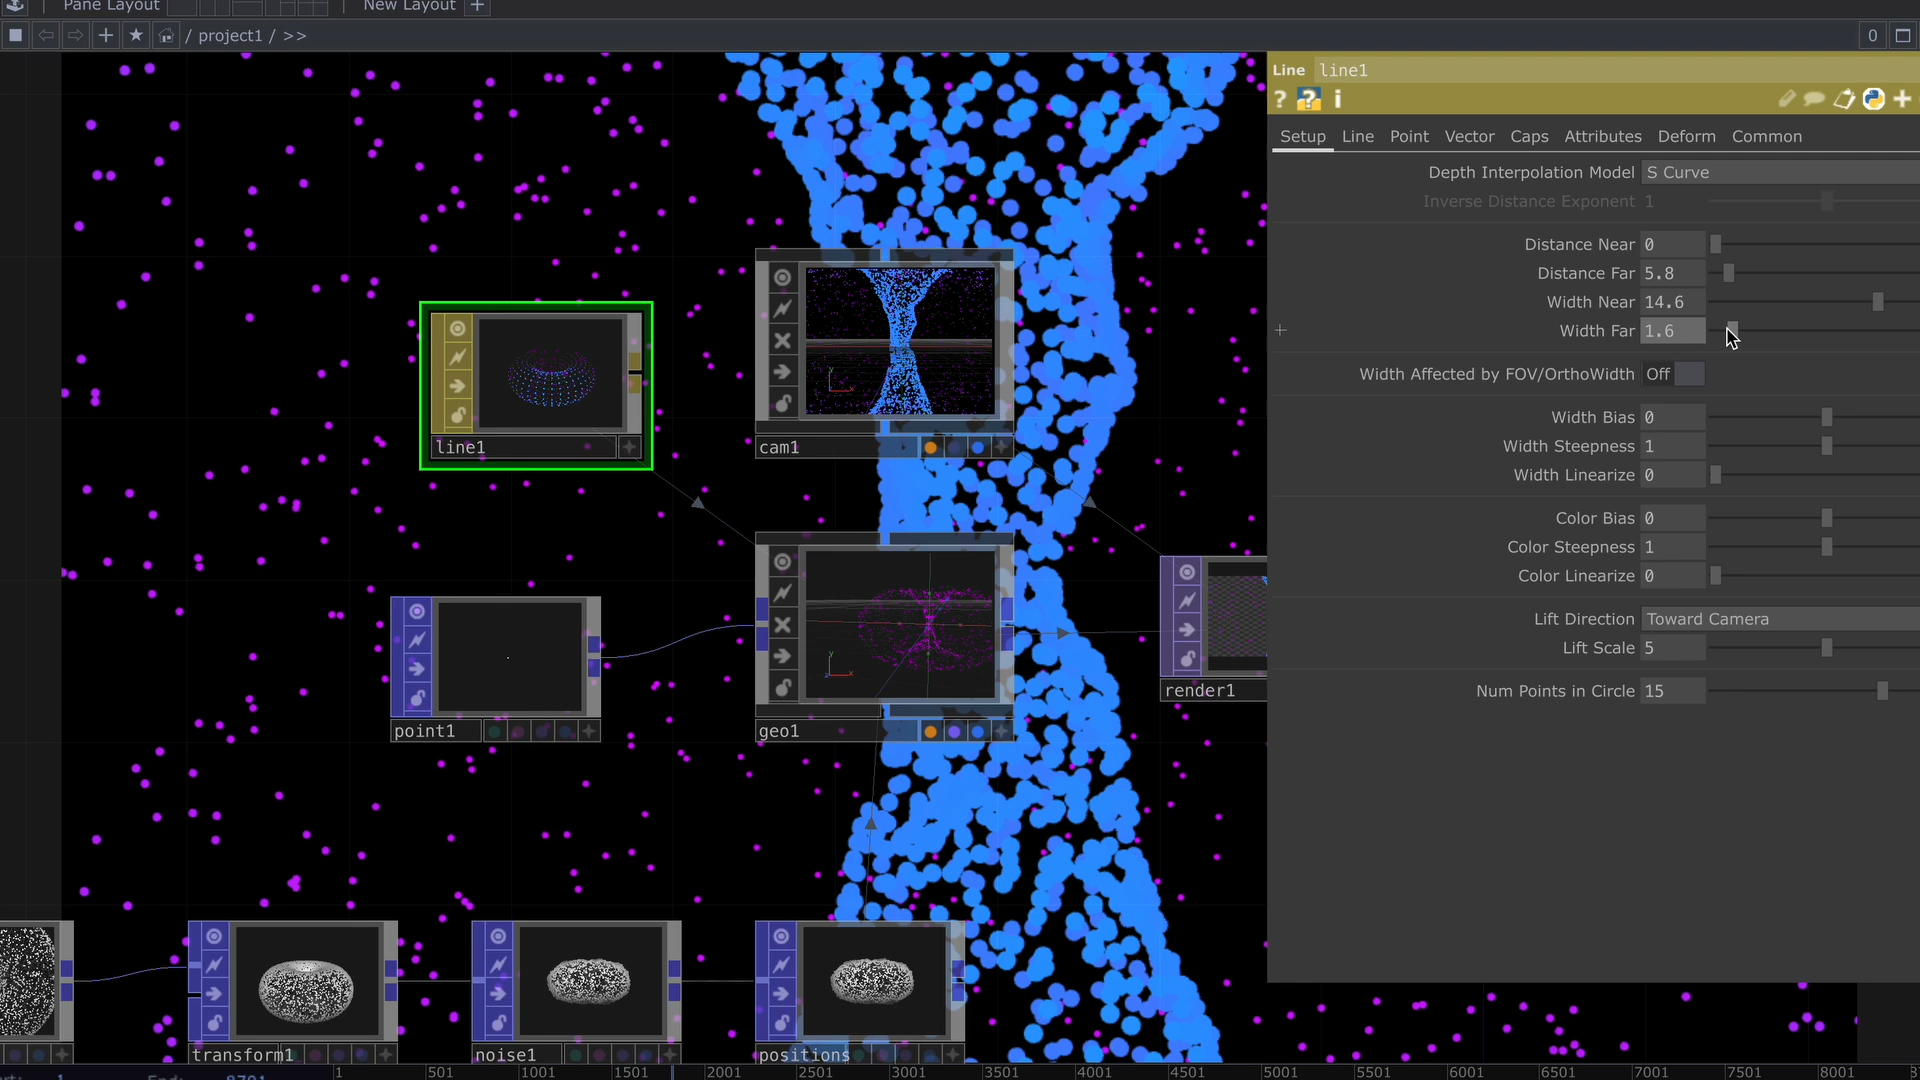 Pane Layout New Layout +
/ project1 / >> 0
Line line1
? ? i
Setup Line Point Vector Caps Attributes Deform Common
Depth Interpolation Model S Curve
Inverse Distance Exponent 1
Distance Near 0
Distance Far 5.8
Width Near 14.6
Width Far 1.6
Width Affected by FOV/OrthoWidth Off
Width Bias 0
Width Steepness 1
Width Linearize 0
Color Bias 0
Color Steepness 1
Color Linearize 0
Lift Direction Toward Camera
Lift Scale 5
Num Points in Circle 15
line1
cam1
point1
geo1
render1
transform1
noise1
positions
1 501 1001 1501 2001 2501 3001 3501 4001 4501 5001 5501 6001 6501 7001 7501 8001